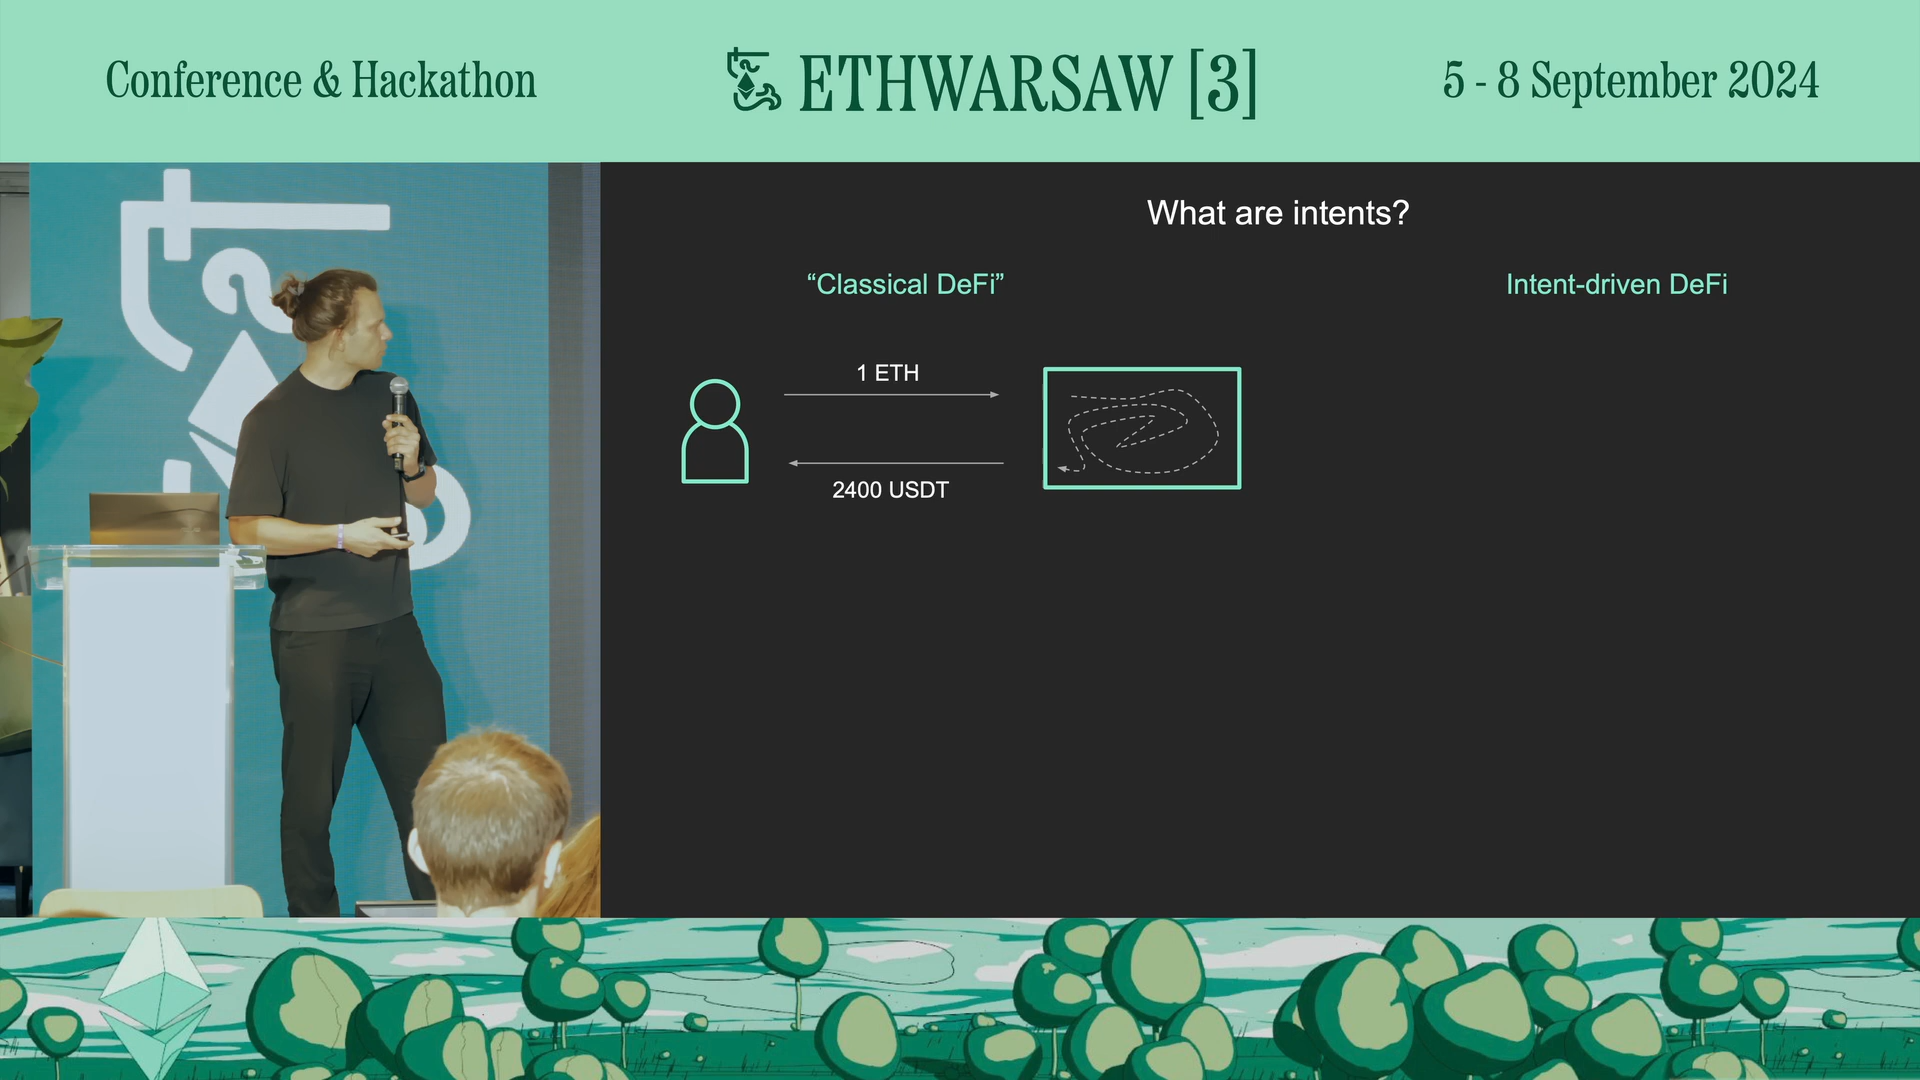 Conference & Hackathon
ETHWARSAW [3]
5 - 8 September 2024
What are intents?
“Classical DeFi”
Intent-driven DeFi
1 ETH
2400 USDT